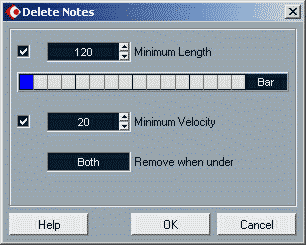 Delete Notes
120 Minimum Length
Bar
20 Minimum Velocity
Both Remove when under
Help OK Cancel